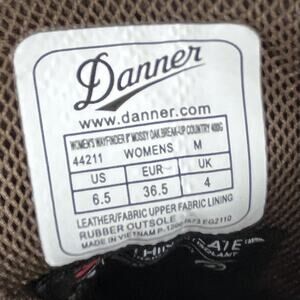 Danner
www.danner.com
WOMEN'S WAYFINDER 8" MOSSY OAK BREAK-UP COUNTRY 400G
44211 WOMENS M
US EUR UK
6.5 36.5 4
LEATHER/FABRIC UPPER FABRIC LINING
RUBBER OUTSOLE
MADE IN VIETNAM EG2110